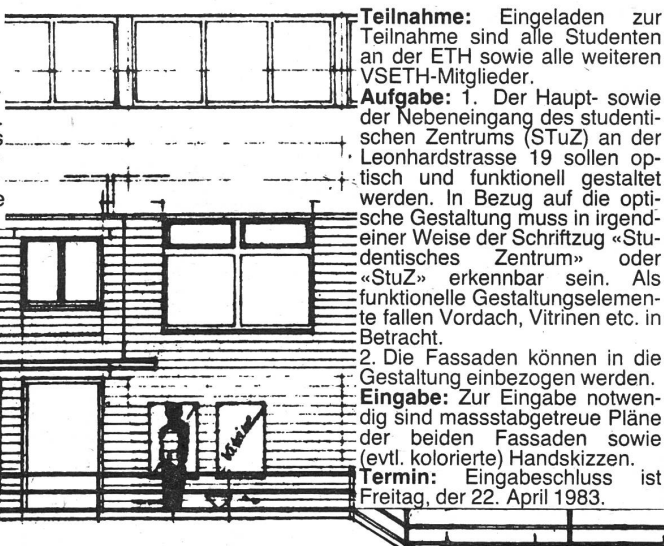 Teilnahme: Eingeladen zur
Teilnahme sind alle Studenten
an der ETH sowie alle weiteren
VSETH-Mitglieder.
Aufgabe: 1. Der Haupt- sowie
der Nebeneingang des studenti-
schen Zentrums (STuZ) an der
Leonhardstrasse 19 sollen op-
tisch und funktionell gestaltet
werden. In Bezug auf die opti-
sche Gestaltung muss in irgend-
einer Weise der Schriftzug «Stu-
dentisches Zentrum» oder
«StuZ» erkennbar sein. Als
funktionelle Gestaltungselemen-
te fallen Vordach, Vitrinen etc. in
Betracht.
2. Die Fassaden können in die
Gestaltung einbezogen werden.
Eingabe: Zur Eingabe notwen-
dig sind massstabgetreue Pläne
der beiden Fassaden sowie
(evtl. kolorierte) Handskizzen.
Termin: Eingabeschluss ist
Freitag, der 22. April 1983.